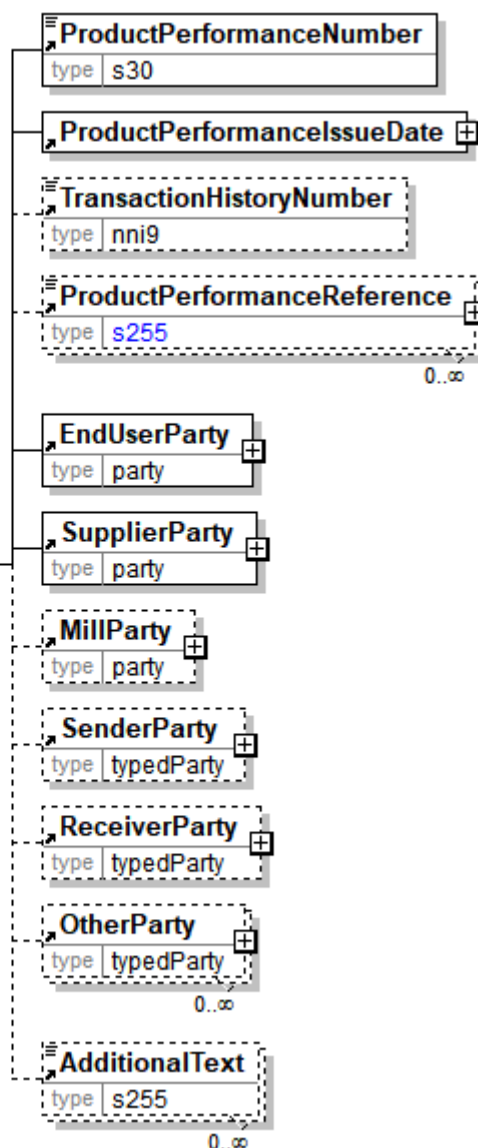 ProductPerformanceNumber
type s30
ProductPerformanceIssueDate
TransactionHistoryNumber
type nni9
ProductPerformanceReference
type s255
0..∞
EndUserParty
type party
SupplierParty
type party
MillParty
type party
SenderParty
type typedParty
ReceiverParty
type typedParty
OtherParty
type typedParty
0..∞
AdditionalText
type s255
0..∞